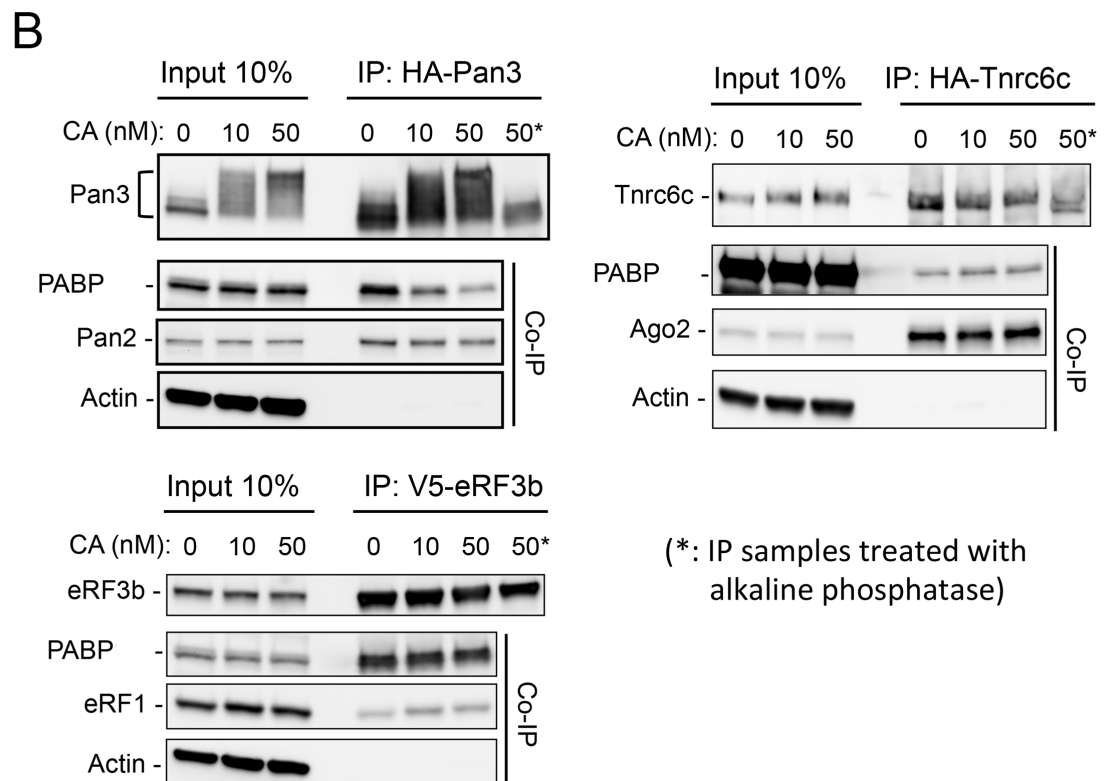 B
Input 10% IP: HA-Pan3
CA (nM): 0 10 50 0 10 50 50*
Pan3
PABP -
Pan2 -
Actin -
Co-IP
Input 10% IP: HA-Tnrc6c
CA (nM): 0 10 50 0 10 50 50*
Tnrc6c -
PABP -
Ago2 -
Actin -
Co-IP
Input 10% IP: V5-eRF3b
CA (nM): 0 10 50 0 10 50 50*
eRF3b -
PABP -
eRF1 -
Actin -
Co-IP
(*: IP samples treated with
alkaline phosphatase)